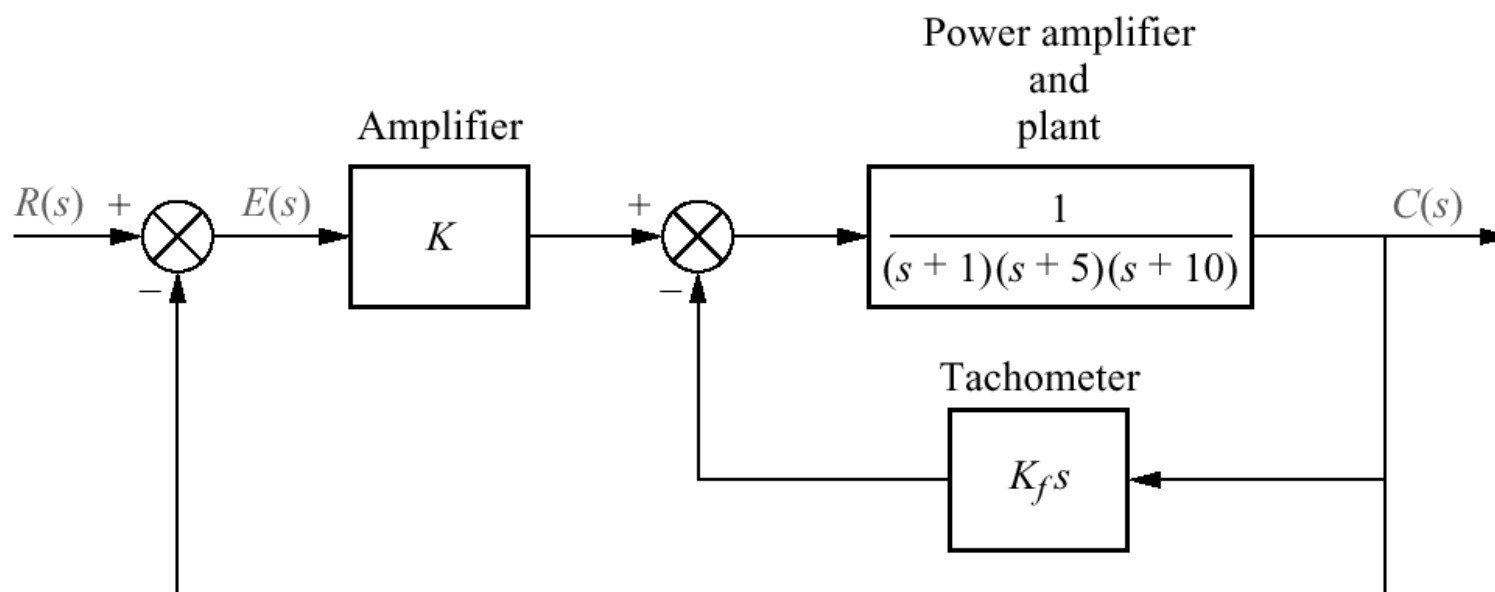 Power amplifier
and
plant
Amplifier
R(s) + E(s) K + 1 C(s)
(s + 1)(s + 5)(s + 10)
− −
Tachometer
K_f s